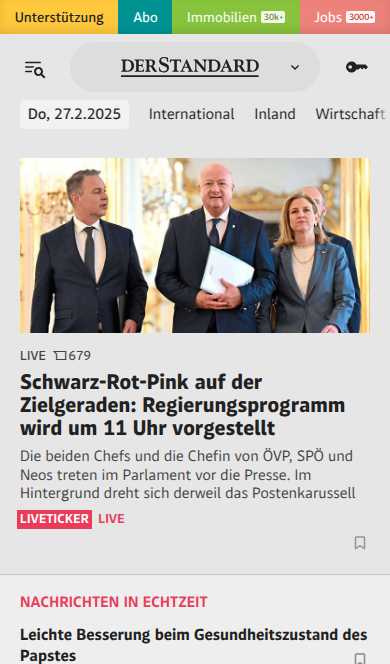 Unterstützung Abo Immobilien 30k+ Jobs 3000+
DERSTANDARD
Do, 27.2.2025 International Inland Wirtschaft
LIVE 679
Schwarz-Rot-Pink auf der
Zielgeraden: Regierungsprogramm
wird um 11 Uhr vorgestellt
Die beiden Chefs und die Chefin von ÖVP, SPÖ und
Neos treten im Parlament vor die Presse. Im
Hintergrund dreht sich derweil das Postenkarussell
LIVETICKER LIVE
NACHRICHTEN IN ECHTZEIT
Leichte Besserung beim Gesundheitszustand des
Papstes